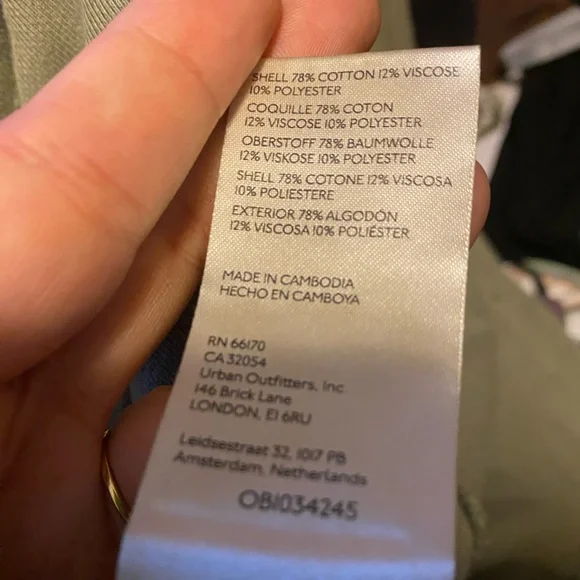 SHELL 78% COTTON 12% VISCOSE
10% POLYESTER
COQUILLE 78% COTON
12% VISCOSE 10% POLYESTER
OBERSTOFF 78% BAUMWOLLE
12% VISKOSE 10% POLYESTER
SHELL 78% COTONE 12% VISCOSA
10% POLIESTERE
EXTERIOR 78% ALGODÓN
12% VISCOSA 10% POLIÉSTER
MADE IN CAMBODIA
HECHO EN CAMBOYA
RN 66170
CA 32054
Urban Outfitters, Inc.
146 Brick Lane
LONDON, E1 6RU
Leidsestraat 32, 1017 PB
Amsterdam, Netherlands
OB1034245